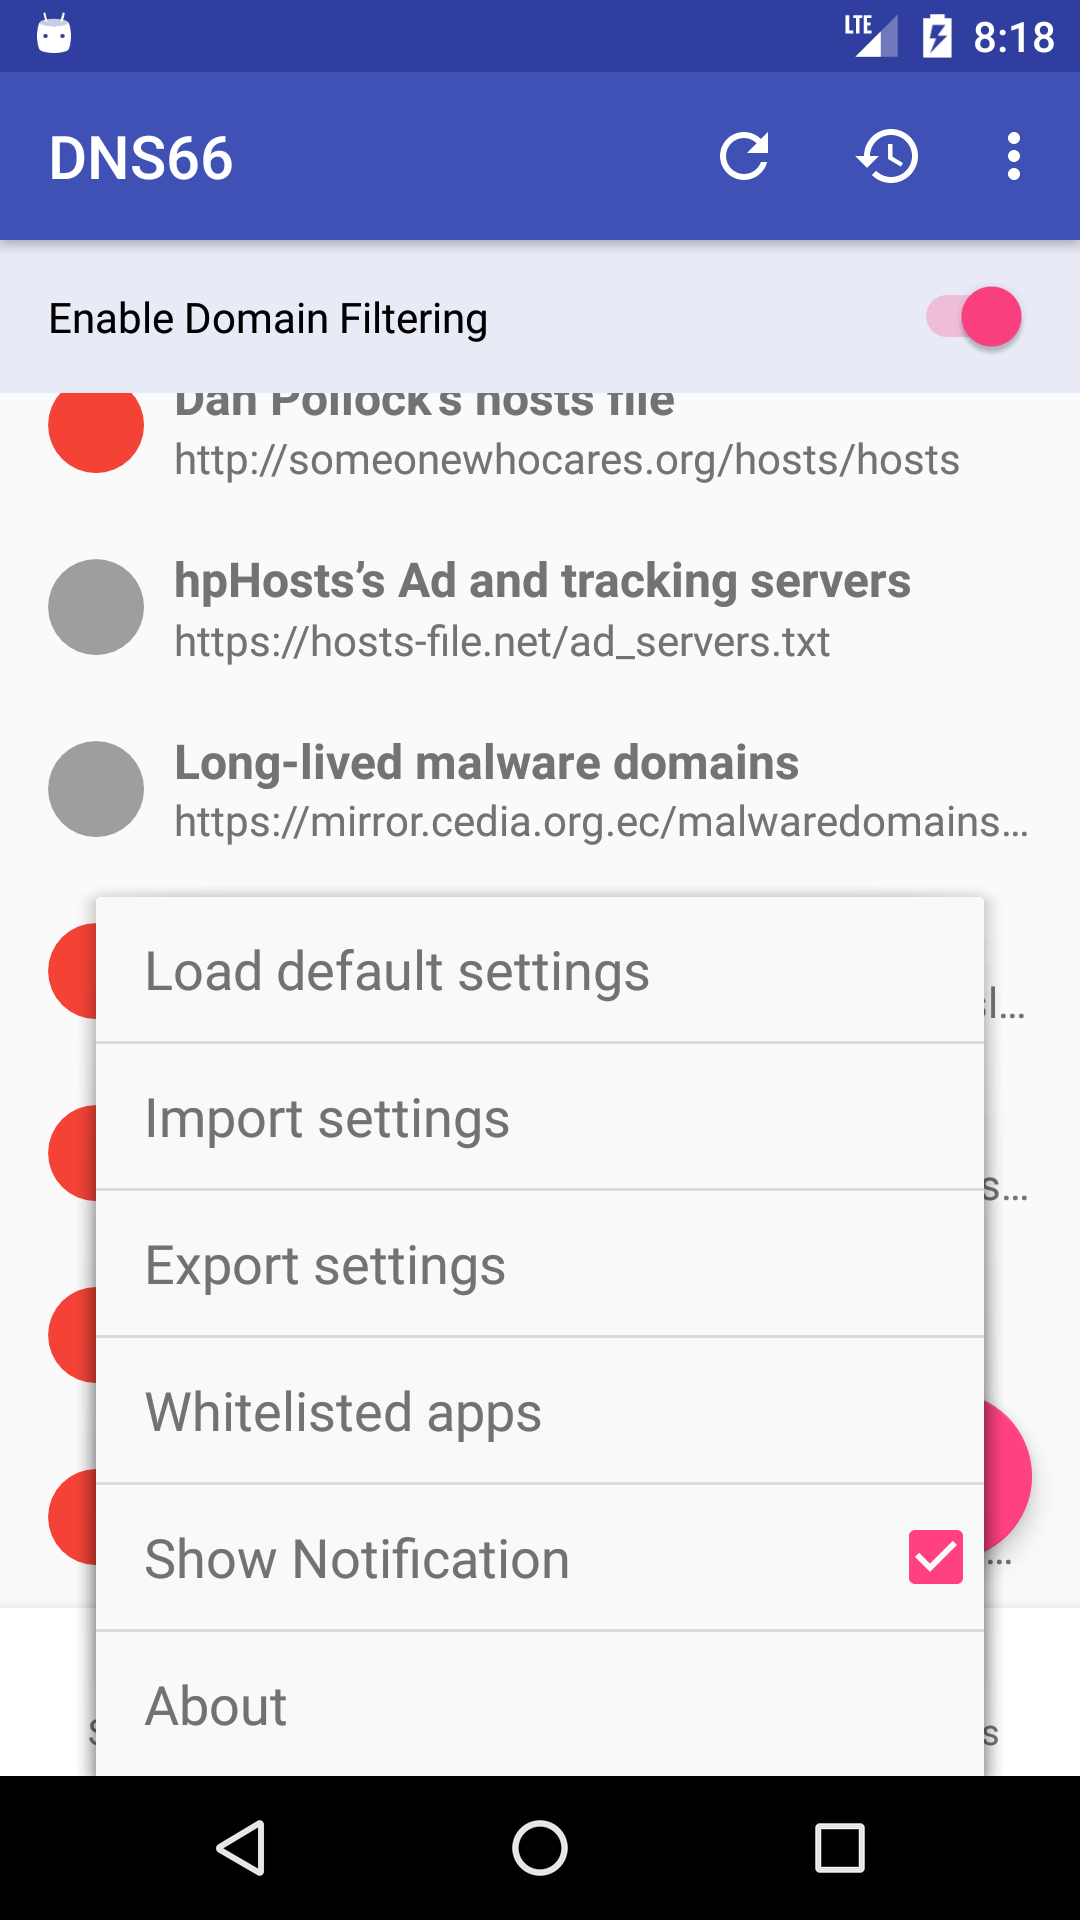 LTE 8:18
DNS66
Enable Domain Filtering
Dan Pollock's hosts file
http://someonewhocares.org/hosts/hosts
hpHosts’s Ad and tracking servers
https://hosts-file.net/ad_servers.txt
Long-lived malware domains
https://mirror.cedia.org.ec/malwaredomains…
Load default settings
Import settings
Export settings
Whitelisted apps
Show Notification
About